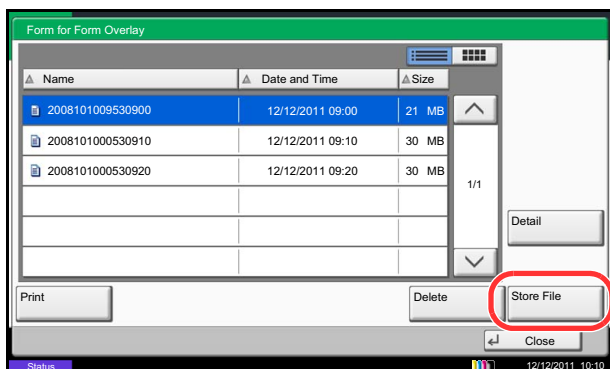 Form for Form Overlay
Name Date and Time Size
2008101009530900 12/12/2011 09:00 21 MB
2008101000530910 12/12/2011 09:10 30 MB
2008101000530920 12/12/2011 09:20 30 MB
1/1
Detail
Print Delete Store File
Close
Status 12/12/2011 10:10